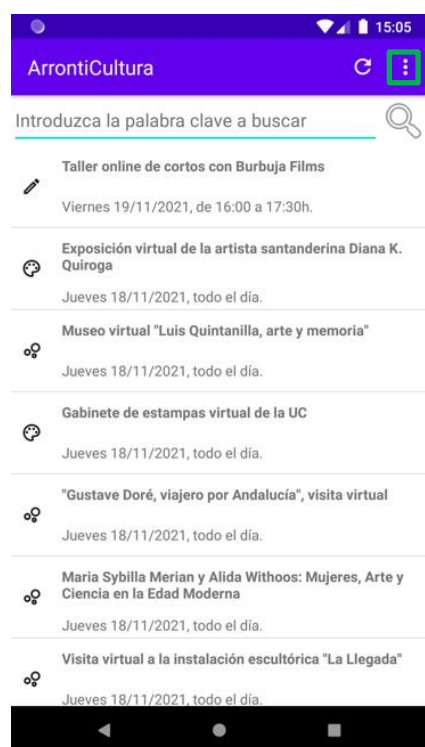 15:05
ArrontiCultura
Introduzca la palabra clave a buscar
Taller online de cortos con Burbuja Films
Viernes 19/11/2021, de 16:00 a 17:30h.
Exposición virtual de la artista santanderina Diana K.
Quiroga
Jueves 18/11/2021, todo el día.
Museo virtual "Luis Quintanilla, arte y memoria"
Jueves 18/11/2021, todo el día.
Gabinete de estampas virtual de la UC
Jueves 18/11/2021, todo el día.
"Gustave Doré, viajero por Andalucía", visita virtual
Jueves 18/11/2021, todo el día.
Maria Sybilla Merian y Alida Withoos: Mujeres, Arte y
Ciencia en la Edad Moderna
Jueves 18/11/2021, todo el día.
Visita virtual a la instalación escultórica "La Llegada"
Jueves 18/11/2021, todo el día.